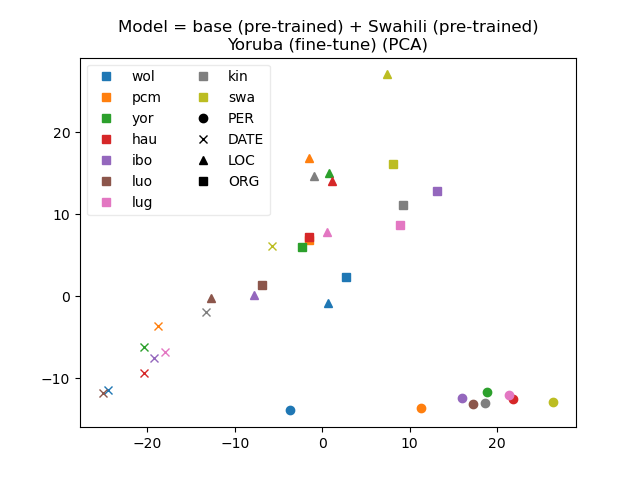 Model = base (pre-trained) + Swahili (pre-trained)
Yoruba (fine-tune) (PCA)
wol
pcm
yor
hau
ibo
luo
lug
kin
swa
PER
DATE
LOC
ORG
20
10
0
−10
−20
−10
0
10
20